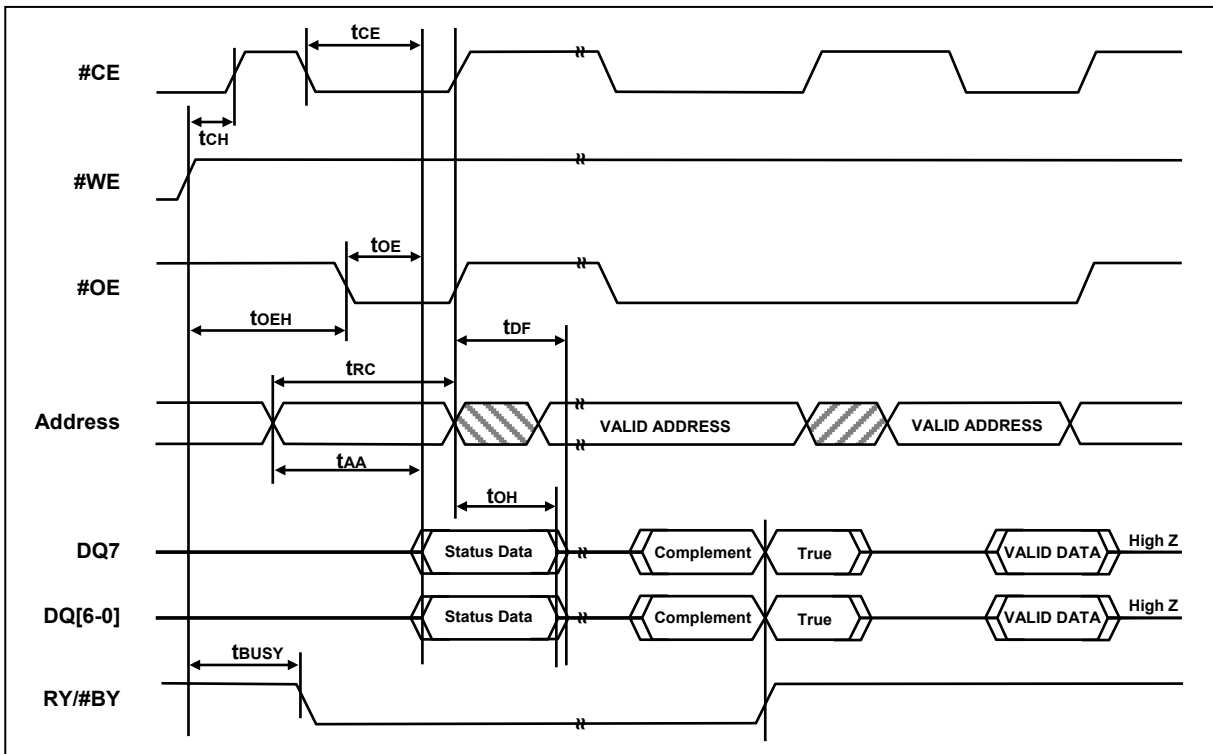 tCE
#CE
tCH
#WE
tOE
#OE
tOEH
tDF
tRC
Address
VALID ADDRESS
VALID ADDRESS
tAA
tOH
DQ7
Status Data
Complement
True
VALID DATA
High Z
DQ[6-0]
Status Data
Complement
True
VALID DATA
High Z
tBUSY
RY/#BY